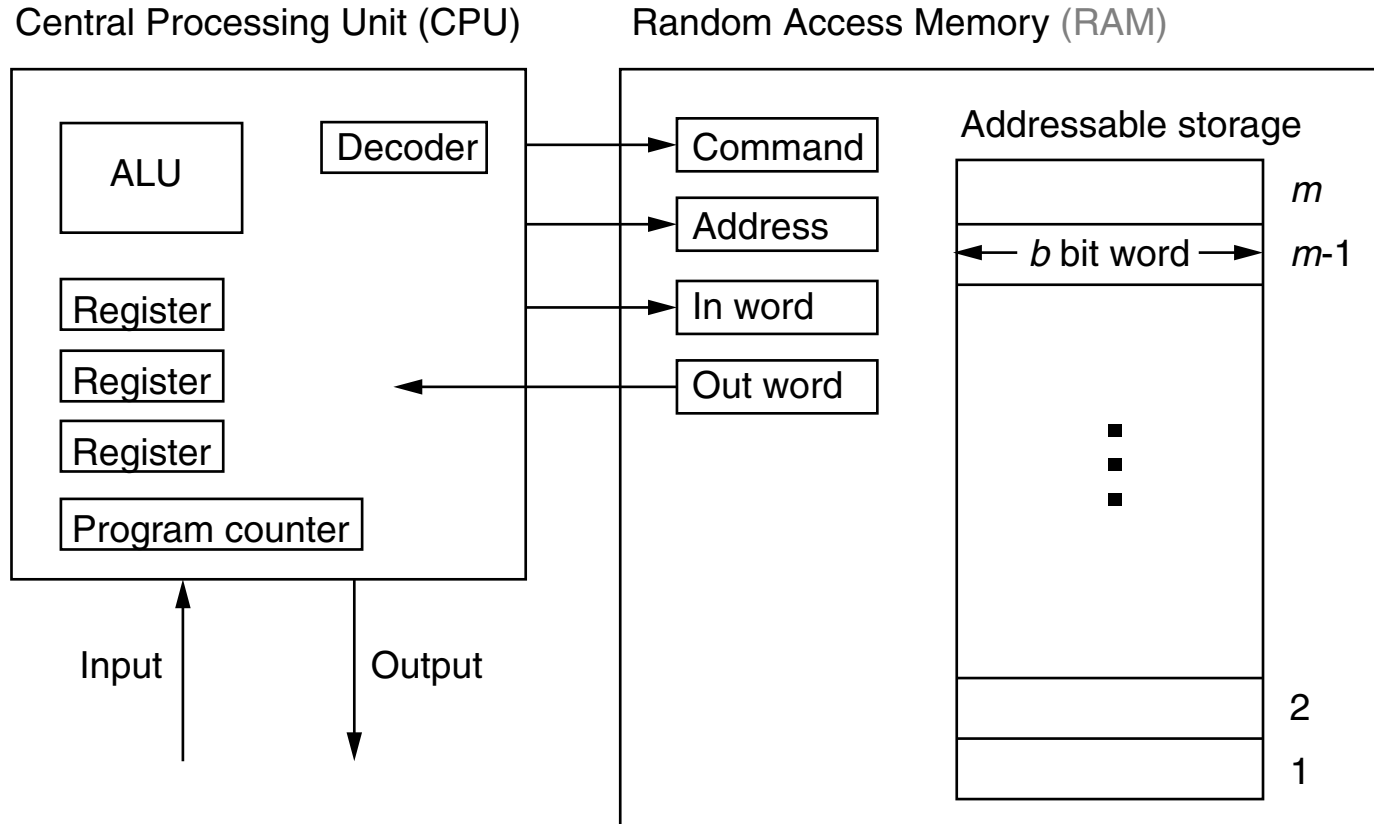 Central Processing Unit (CPU)
Random Access Memory (RAM)
ALU
Decoder
Register
Register
Register
Program counter
Input
Output
Command
Address
In word
Out word
Addressable storage
m
b bit word
m-1
2
1